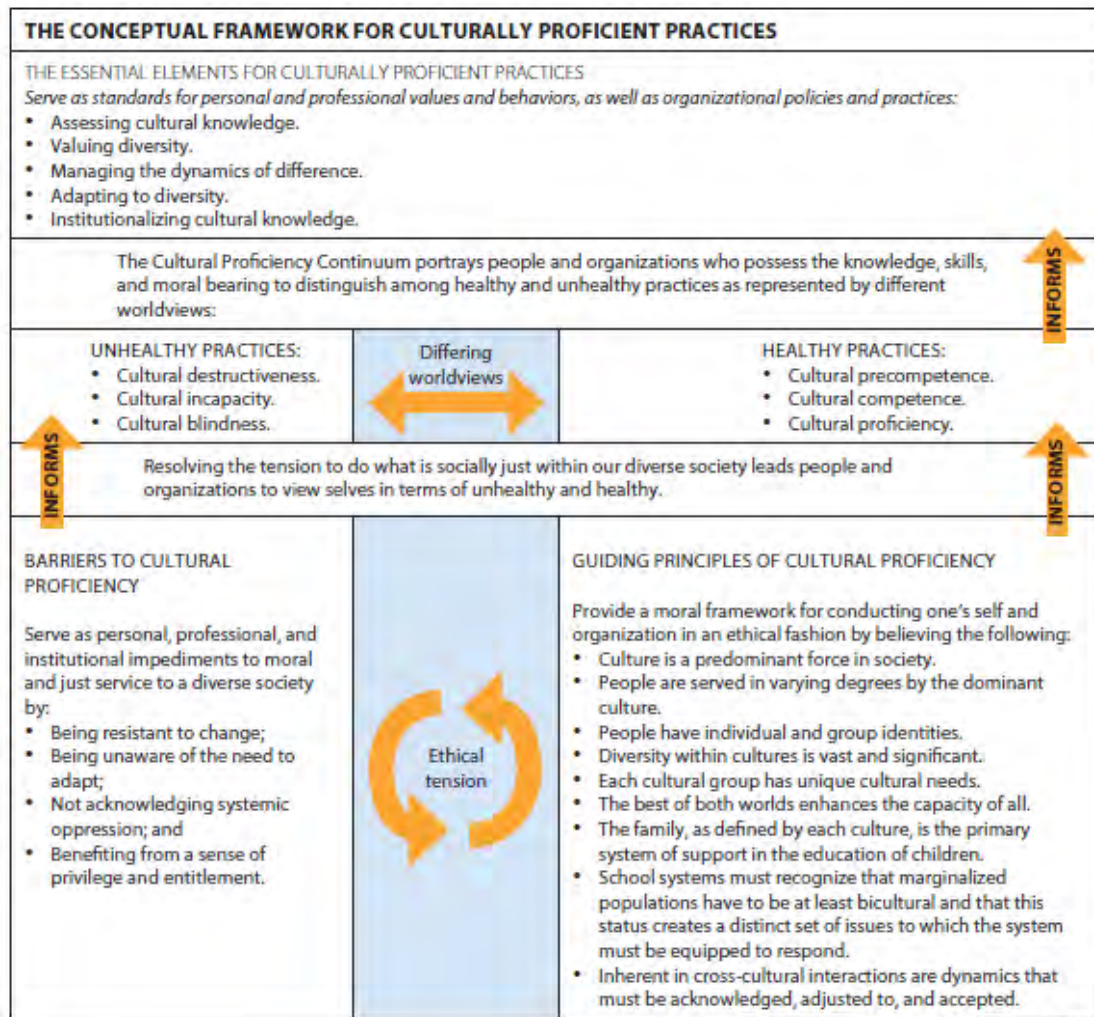 THE CONCEPTUAL FRAMEWORK FOR CULTURALLY PROFICIENT PRACTICES
THE ESSENTIAL ELEMENTS FOR CULTURALLY PROFICIENT PRACTICES
Serve as standards for personal and professional values and behaviors, as well as organizational policies and practices:
• Assessing cultural knowledge.
• Valuing diversity.
• Managing the dynamics of difference.
• Adapting to diversity.
• Institutionalizing cultural knowledge.
The Cultural Proficiency Continuum portrays people and organizations who possess the knowledge, skills,
and moral bearing to distinguish among healthy and unhealthy practices as represented by different
worldviews:
INFORMS
UNHEALTHY PRACTICES:
• Cultural destructiveness.
• Cultural incapacity.
• Cultural blindness.
Differing
worldviews
HEALTHY PRACTICES:
• Cultural precompetence.
• Cultural competence.
• Cultural proficiency.
INFORMS
Resolving the tension to do what is socially just within our diverse society leads people and
organizations to view selves in terms of unhealthy and healthy.
INFORMS
BARRIERS TO CULTURAL
PROFICIENCY
Serve as personal, professional, and
institutional impediments to moral
and just service to a diverse society
by:
• Being resistant to change;
• Being unaware of the need to
adapt;
• Not acknowledging systemic
oppression; and
• Benefiting from a sense of
privilege and entitlement.
Ethical
tension
GUIDING PRINCIPLES OF CULTURAL PROFICIENCY
Provide a moral framework for conducting one's self and
organization in an ethical fashion by believing the following:
• Culture is a predominant force in society.
• People are served in varying degrees by the dominant
culture.
• People have individual and group identities.
• Diversity within cultures is vast and significant.
• Each cultural group has unique cultural needs.
• The best of both worlds enhances the capacity of all.
• The family, as defined by each culture, is the primary
system of support in the education of children.
• School systems must recognize that marginalized
populations have to be at least bicultural and that this
status creates a distinct set of issues to which the system
must be equipped to respond.
• Inherent in cross-cultural interactions are dynamics that
must be acknowledged, adjusted to, and accepted.